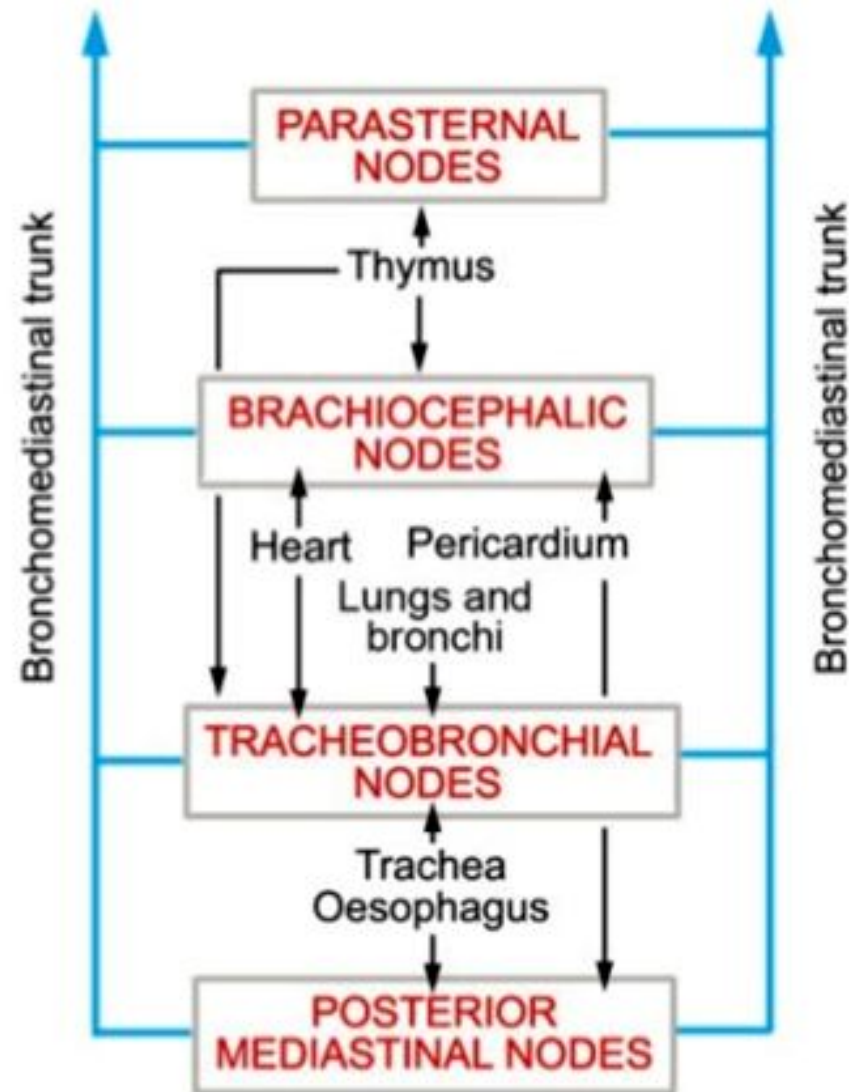 PARASTERNAL
NODES
Thymus
BRACHIOCEPHALIC
NODES
Heart
Pericardium
Lungs and
bronchi
TRACHEOBRONCHIAL
NODES
Trachea
Oesophagus
POSTERIOR
MEDIASTINAL NODES
Bronchomediastinal trunk
Bronchomediastinal trunk